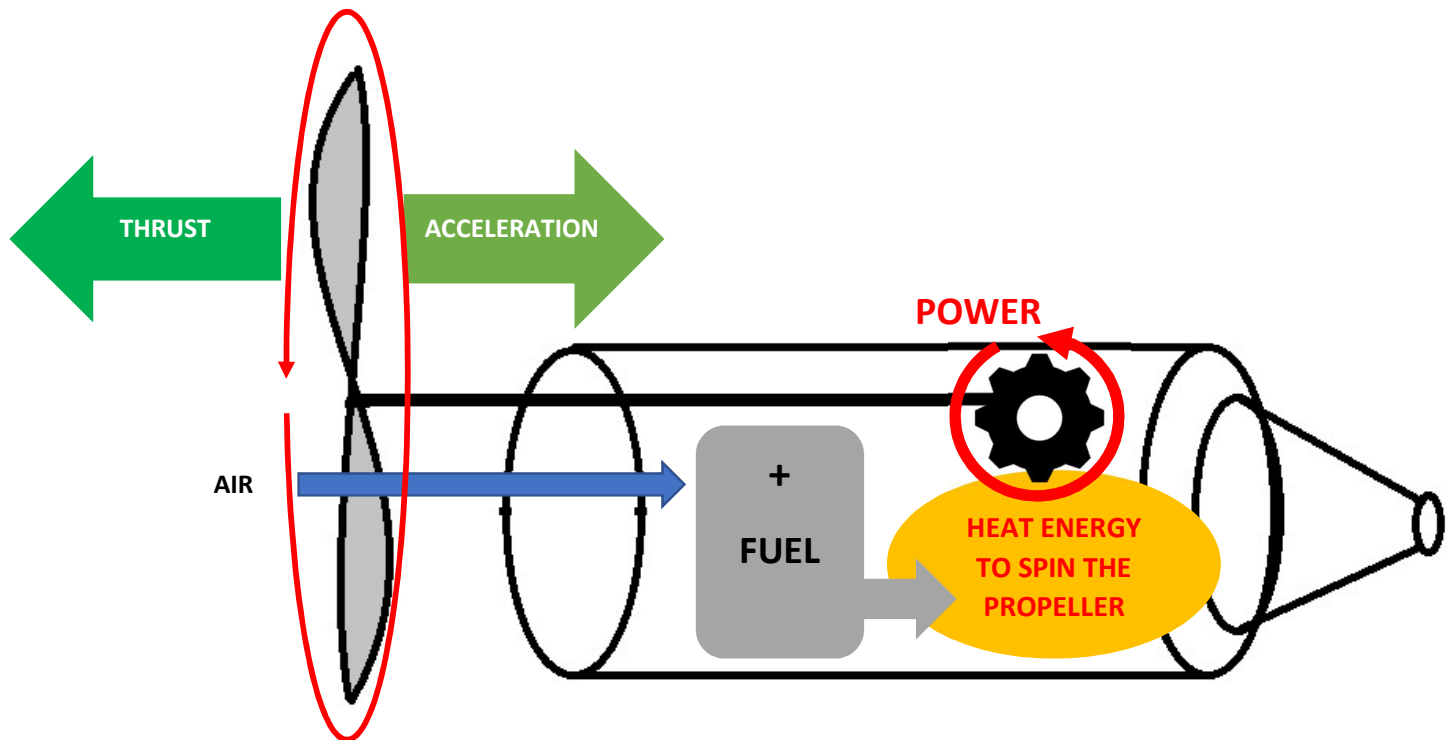 THRUST
ACCELERATION
POWER
AIR
+
FUEL
HEAT ENERGY
TO SPIN THE
PROPELLER